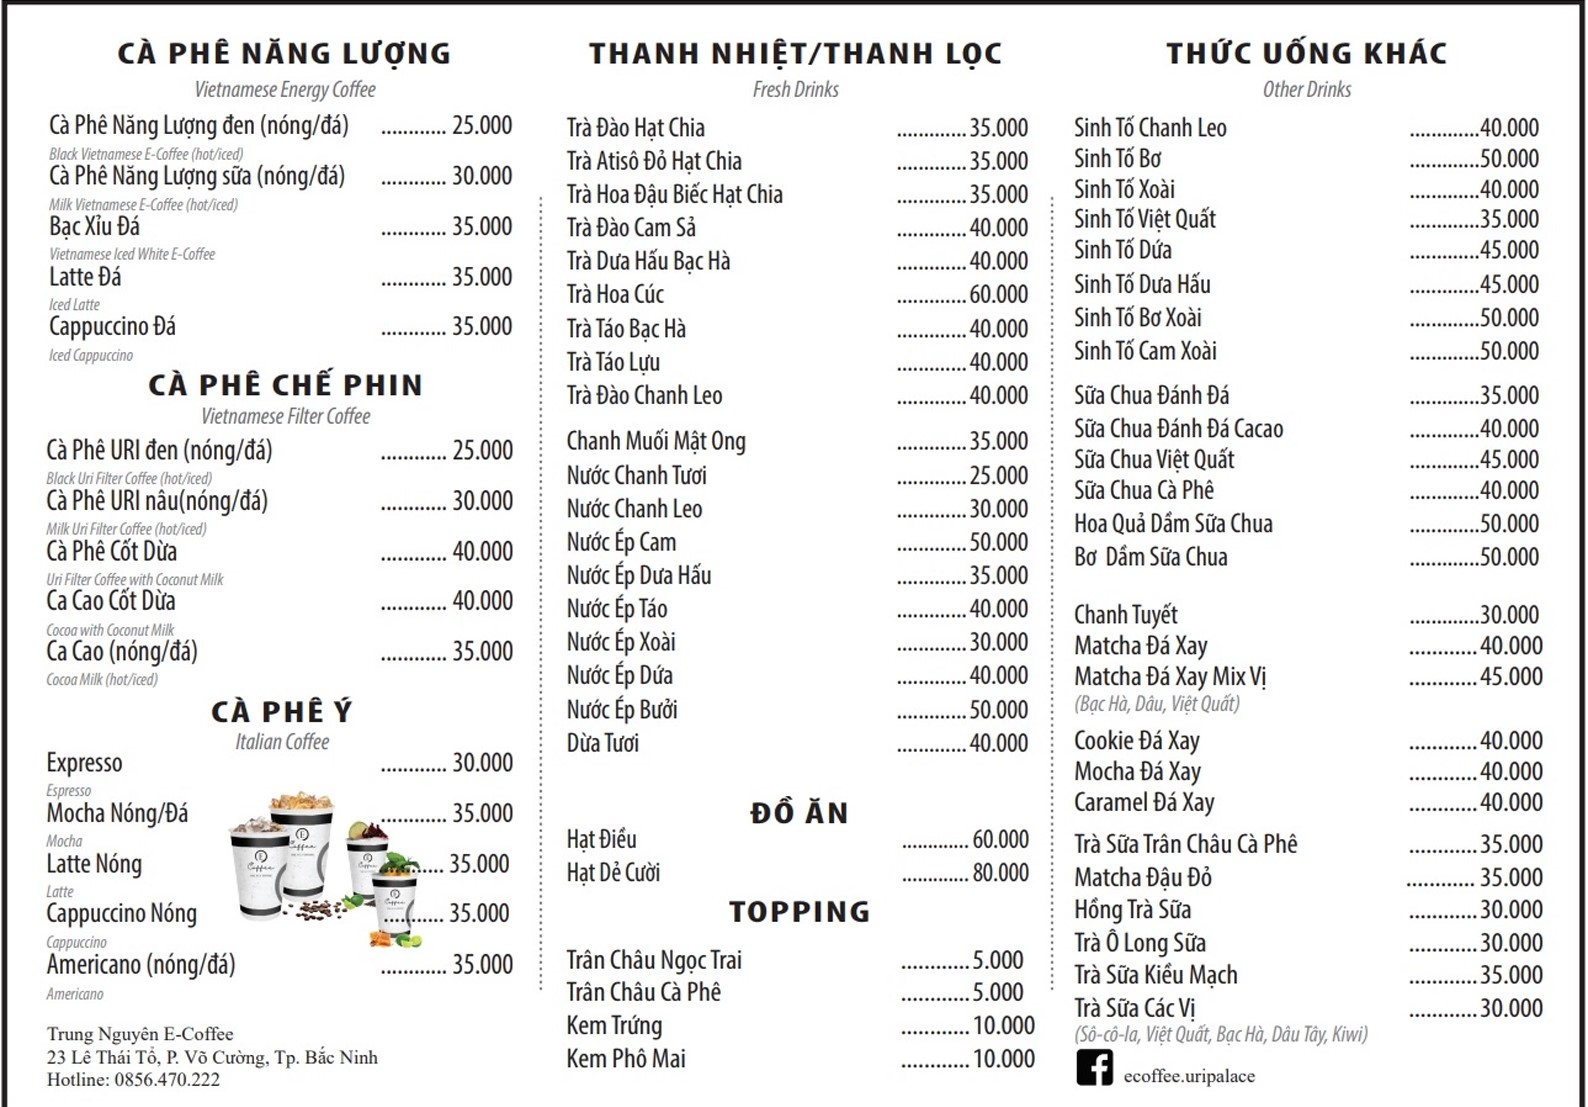 CÀ PHÊ NĂNG LƯỢNG
Vietnamese Energy Coffee
Cà Phê Năng Lượng đen (nóng/đá) ............ 25.000
Black Vietnamese E-Coffee (hot/iced)
Cà Phê Năng Lượng sữa (nóng/đá) ............ 30.000
Milk Vietnamese E-Coffee (hot/iced)
Bạc Xỉu Đá ............ 35.000
Vietnamese Iced White E-Coffee
Latte Đá ............ 35.000
Iced Latte
Cappuccino Đá ............ 35.000
Iced Cappuccino
CÀ PHÊ CHẾ PHIN
Vietnamese Filter Coffee
Cà Phê URI đen (nóng/đá) ............ 25.000
Black Uri Filter Coffee (hot/iced)
Cà Phê URI nâu(nóng/đá) ............ 30.000
Milk Uri Filter Coffee (hot/iced)
Cà Phê Cốt Dừa ............ 40.000
Uri Filter Coffee with Coconut Milk
Ca Cao Cốt Dừa ............ 40.000
Cocoa with Coconut Milk
Ca Cao (nóng/đá) ............ 35.000
Cocoa Milk (hot/iced)
CÀ PHÊ Ý
Italian Coffee
Expresso ............ 30.000
Espresso
Mocha Nóng/Đá ............ 35.000
Mocha
Latte Nóng ............ 35.000
Latte
Cappuccino Nóng ............ 35.000
Cappuccino
Americano (nóng/đá) ............ 35.000
Americano
E
Coffee
E
Coffee
Coffee
Coffee
Trung Nguyên E-Coffee
23 Lê Thái Tổ, P. Võ Cường, Tp. Bắc Ninh
Hotline: 0856.470.222
THANH NHIỆT/THANH LỌC
Fresh Drinks
Trà Đào Hạt Chia ............. 35.000
Trà Atisô Đỏ Hạt Chia ............. 35.000
Trà Hoa Đậu Biếc Hạt Chia ............. 35.000
Trà Đào Cam Sả ............. 40.000
Trà Dưa Hấu Bạc Hà ............. 40.000
Trà Hoa Cúc ............. 60.000
Trà Táo Bạc Hà ............. 40.000
Trà Táo Lựu ............. 40.000
Trà Đào Chanh Leo ............. 40.000
Chanh Muối Mật Ong ............. 35.000
Nước Chanh Tươi ............. 25.000
Nước Chanh Leo ............. 30.000
Nước Ép Cam ............. 50.000
Nước Ép Dưa Hấu ............. 35.000
Nước Ép Táo ............. 40.000
Nước Ép Xoài ............. 30.000
Nước Ép Dứa ............. 40.000
Nước Ép Bưởi ............. 50.000
Dừa Tươi ............. 40.000
ĐỒ ĂN
Hạt Điều ............ 60.000
Hạt Dẻ Cười ............ 80.000
TOPPING
Trân Châu Ngọc Trai ............ 5.000
Trân Châu Cà Phê ............ 5.000
Kem Trứng ............ 10.000
Kem Phô Mai ............ 10.000
THỨC UỐNG KHÁC
Other Drinks
Sinh Tố Chanh Leo .............40.000
Sinh Tố Bơ .............50.000
Sinh Tố Xoài .............40.000
Sinh Tố Việt Quất .............35.000
Sinh Tố Dứa .............45.000
Sinh Tố Dưa Hấu .............45.000
Sinh Tố Bơ Xoài .............50.000
Sinh Tố Cam Xoài .............50.000
Sữa Chua Đánh Đá .............35.000
Sữa Chua Đánh Đá Cacao .............40.000
Sữa Chua Việt Quất .............45.000
Sữa Chua Cà Phê .............40.000
Hoa Quả Dầm Sữa Chua .............50.000
Bơ Dầm Sữa Chua .............50.000
Chanh Tuyết .............30.000
Matcha Đá Xay ............ 40.000
Matcha Đá Xay Mix Vị ............ 45.000
(Bạc Hà, Dâu, Việt Quất)
Cookie Đá Xay ............ 40.000
Mocha Đá Xay ............ 40.000
Caramel Đá Xay ............ 40.000
Trà Sữa Trân Châu Cà Phê ............ 35.000
Matcha Đậu Đỏ ............ 35.000
Hồng Trà Sữa ............ 30.000
Trà Ô Long Sữa ............ 30.000
Trà Sữa Kiều Mạch ............ 35.000
Trà Sữa Các Vị ............ 30.000
(Sô-cô-la, Việt Quất, Bạc Hà, Dâu Tây, Kiwi)
ecoffee.uripalace